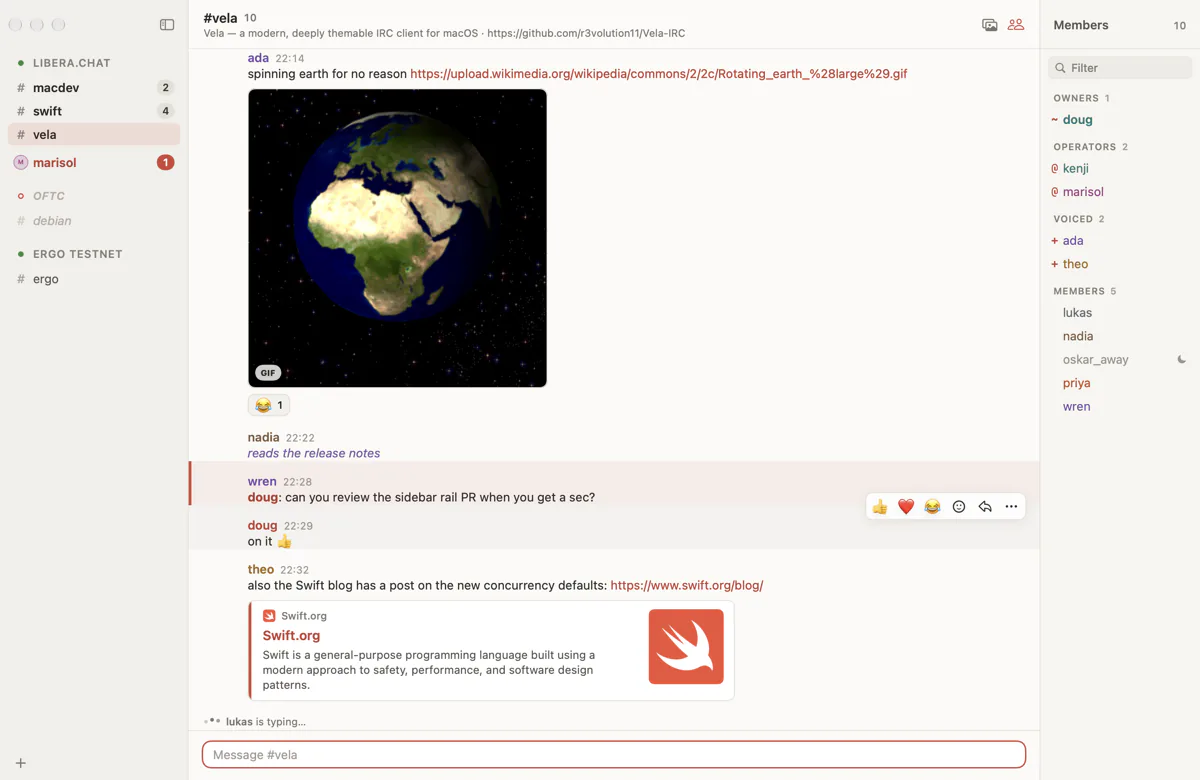 LIBERA.CHAT
# macdev 2
# swift 4
# vela
M marisol 1
OFTC
# debian
ERGO TESTNET
# ergo
+
#vela 10
Vela — a modern, deeply themable IRC client for macOS · https://github.com/r3volution11/Vela-IRC
ada 22:14
spinning earth for no reason https://upload.wikimedia.org/wikipedia/commons/2/2c/Rotating_earth_%28large%29.gif
GIF
😂 1
nadia 22:22
reads the release notes
wren 22:28
doug: can you review the sidebar rail PR when you get a sec?
doug 22:29
on it 👍
theo 22:32
also the Swift blog has a post on the new concurrency defaults: https://www.swift.org/blog/
Swift.org
Swift.org
Swift is a general-purpose programming language built using a
modern approach to safety, performance, and software design
patterns.
lukas is typing…
Message #vela
Members 10
Filter
OWNERS 1
~ doug
OPERATORS 2
@ kenji
@ marisol
VOICED 2
+ ada
+ theo
MEMBERS 5
lukas
nadia
oskar_away
priya
wren